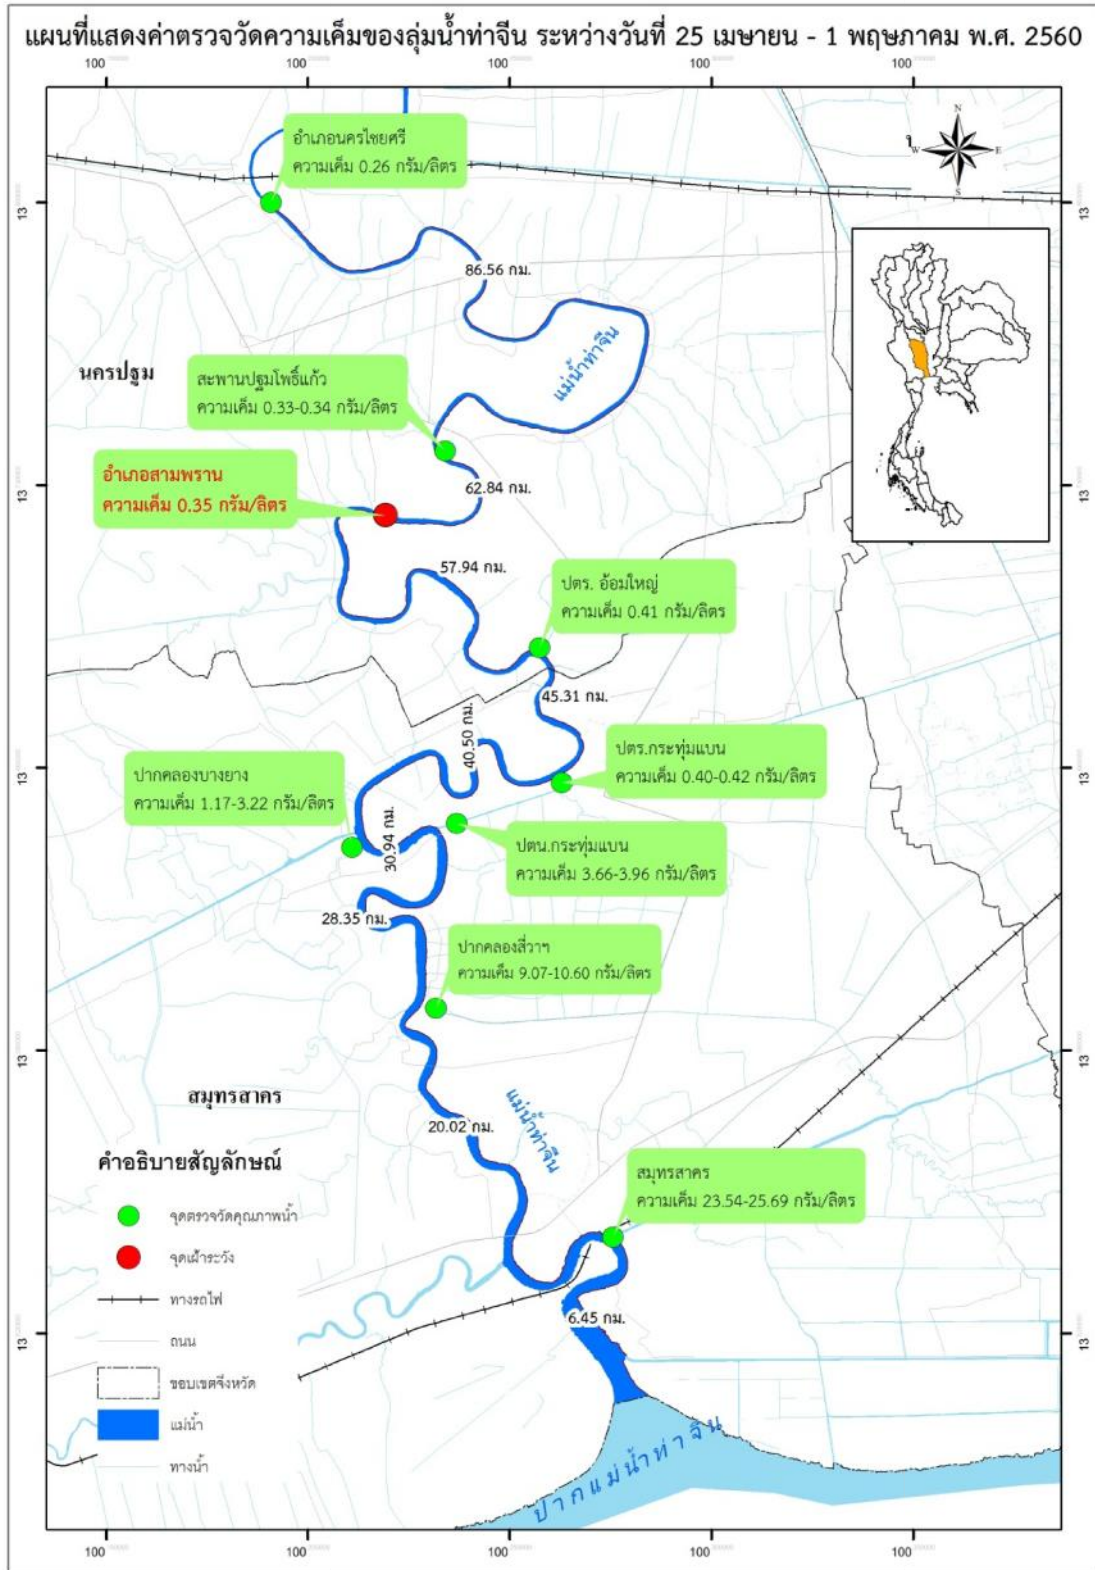 แผนที่แสดงค่าตรวจวัดความเค็มของลุ่มน้ำท่าจีน ระหว่างวันที่ 25 เมษายน - 1 พฤษภาคม พ.ศ. 2560
100 100 100 100 100
N
W E
S
อำเภอนครไชยศรี
ความเค็ม 0.26 กรัม/ลิตร
13 13
86.56 กม.
แม่น้ำท่าจีน
นครปฐม
สะพานปฐมโพธิ์แก้ว
ความเค็ม 0.33-0.34 กรัม/ลิตร
อำเภอสามพราน
ความเค็ม 0.35 กรัม/ลิตร
62.84 กม.
13 13
57.94 กม.
ปตร. อ้อมใหญ่
ความเค็ม 0.41 กรัม/ลิตร
45.31 กม.
40.50 กม.
ปตร.กระทุ่มแบน
ความเค็ม 0.40-0.42 กรัม/ลิตร
13 13
ปากคลองบางยาง
ความเค็ม 1.17-3.22 กรัม/ลิตร
30.94 กม.
ปตน.กระทุ่มแบน
ความเค็ม 3.66-3.96 กรัม/ลิตร
28.35 กม.
ปากคลองสี่วาฯ
ความเค็ม 9.07-10.60 กรัม/ลิตร
13 13
สมุทรสาคร
20.02 กม.
แม่น้ำท่าจีน
สมุทรสาคร
ความเค็ม 23.54-25.69 กรัม/ลิตร
6.45 กม.
13 13
คำอธิบายสัญลักษณ์
จุดตรวจวัดคุณภาพน้ำ
จุดเฝ้าระวัง
ทางรถไฟ
ถนน
ขอบเขตจังหวัด
แม่น้ำ
ทางน้ำ
ปากแม่น้ำท่าจีน
100 100 100 100 100